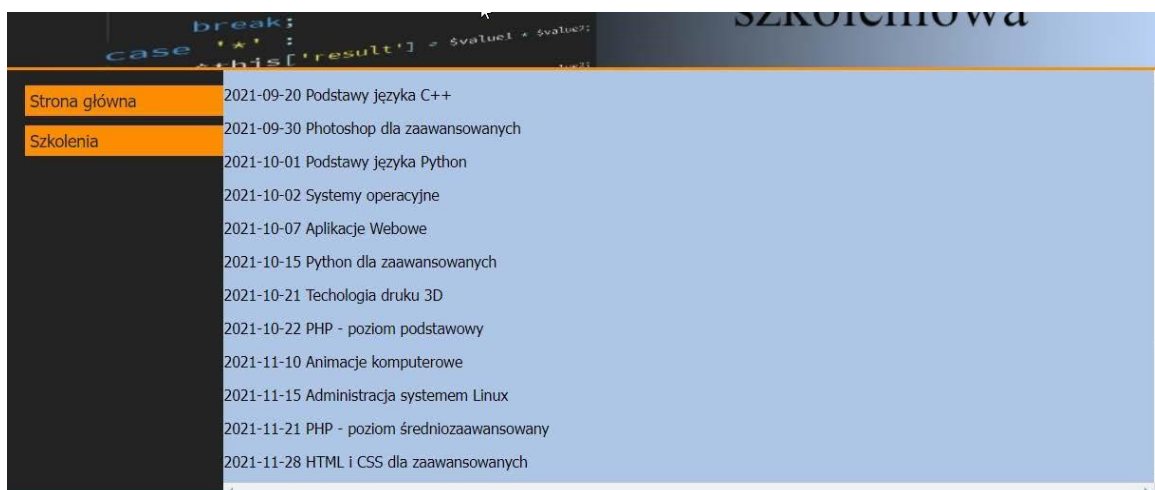 break;
szkoleniowa
case '*' :
$this['result'] = $value1 * $value2;
Strona główna
Szkolenia
2021-09-20 Podstawy języka C++
2021-09-30 Photoshop dla zaawansowanych
2021-10-01 Podstawy języka Python
2021-10-02 Systemy operacyjne
2021-10-07 Aplikacje Webowe
2021-10-15 Python dla zaawansowanych
2021-10-21 Techologia druku 3D
2021-10-22 PHP - poziom podstawowy
2021-11-10 Animacje komputerowe
2021-11-15 Administracja systemem Linux
2021-11-21 PHP - poziom średniozaawansowany
2021-11-28 HTML i CSS dla zaawansowanych